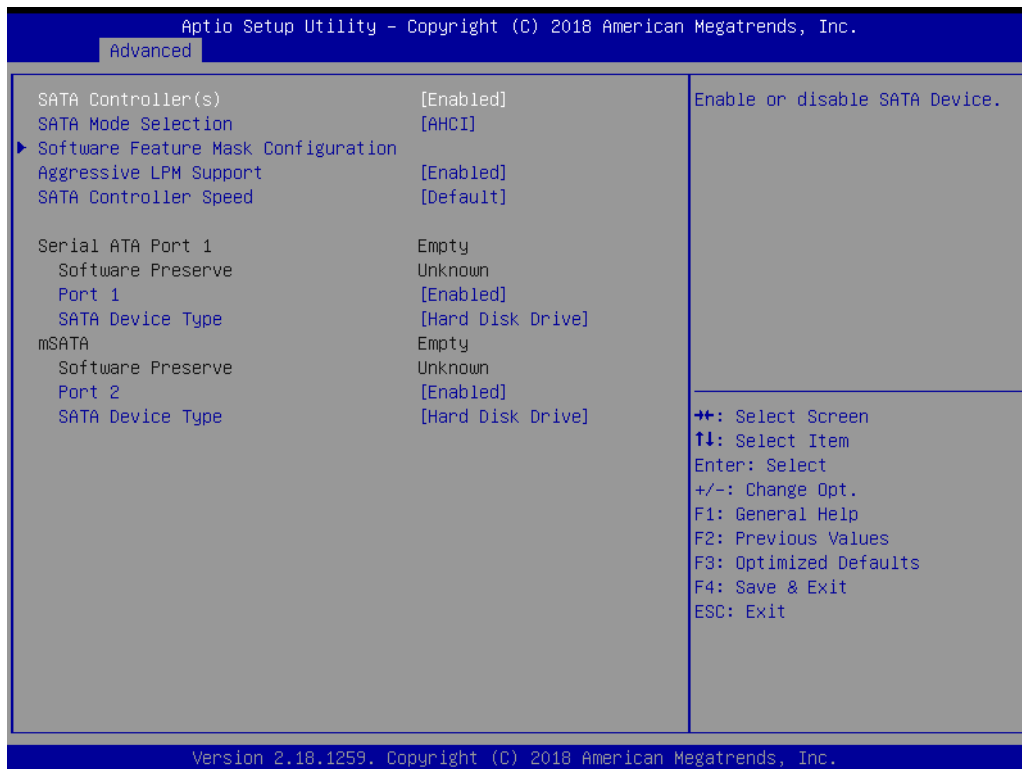 Aptio Setup Utility – Copyright (C) 2018 American Megatrends, Inc.
Advanced
SATA Controller(s) [Enabled]
SATA Mode Selection [AHCI]
Software Feature Mask Configuration
Aggressive LPM Support [Enabled]
SATA Controller Speed [Default]
Serial ATA Port 1 Empty
Software Preserve Unknown
Port 1 [Enabled]
SATA Device Type [Hard Disk Drive]
mSATA Empty
Software Preserve Unknown
Port 2 [Enabled]
SATA Device Type [Hard Disk Drive]
Enable or disable SATA Device.
→←: Select Screen
↑↓: Select Item
Enter: Select
+/-: Change Opt.
F1: General Help
F2: Previous Values
F3: Optimized Defaults
F4: Save & Exit
ESC: Exit
Version 2.18.1259. Copyright (C) 2018 American Megatrends, Inc.